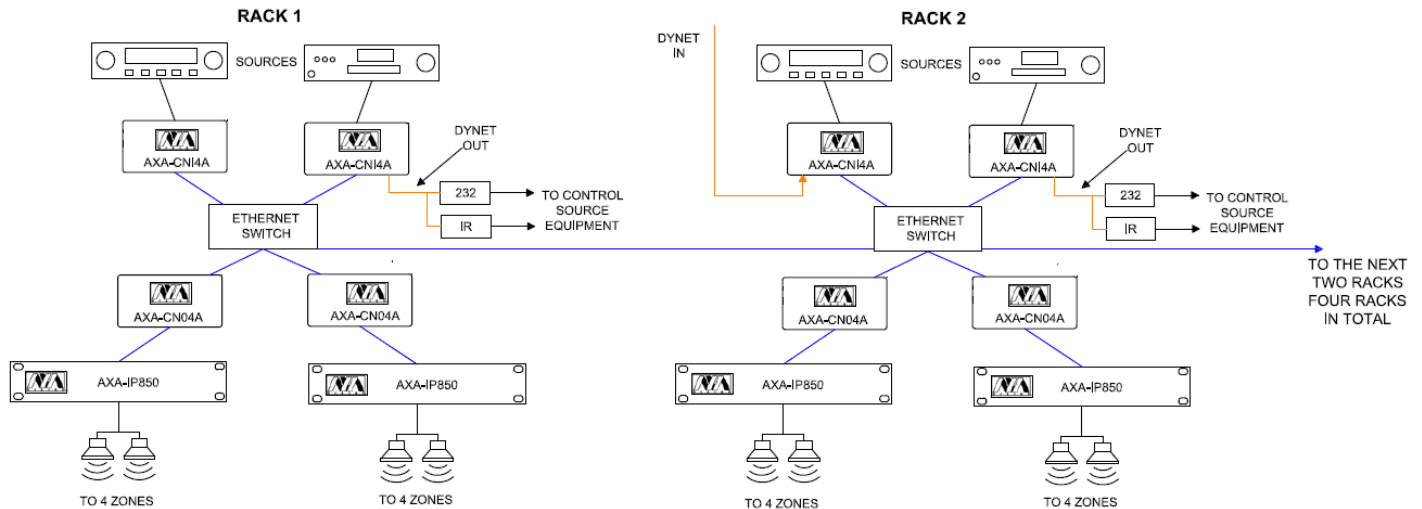 RACK 1
SOURCES
AXA-CNI4A
AXA-CNI4A
DYNET
OUT
232
IR
TO CONTROL
SOURCE
EQUIPMENT
ETHERNET
SWITCH
AXA-CN04A
AXA-CN04A
AXA-IP850
AXA-IP850
TO 4 ZONES
TO 4 ZONES
RACK 2
DYNET
IN
SOURCES
AXA-CNI4A
AXA-CNI4A
DYNET
OUT
232
IR
TO CONTROL
SOURCE
EQUIPMENT
ETHERNET
SWITCH
TO THE NEXT
TWO RACKS
FOUR RACKS
IN TOTAL
AXA-CN04A
AXA-CN04A
AXA-IP850
AXA-IP850
TO 4 ZONES
TO 4 ZONES